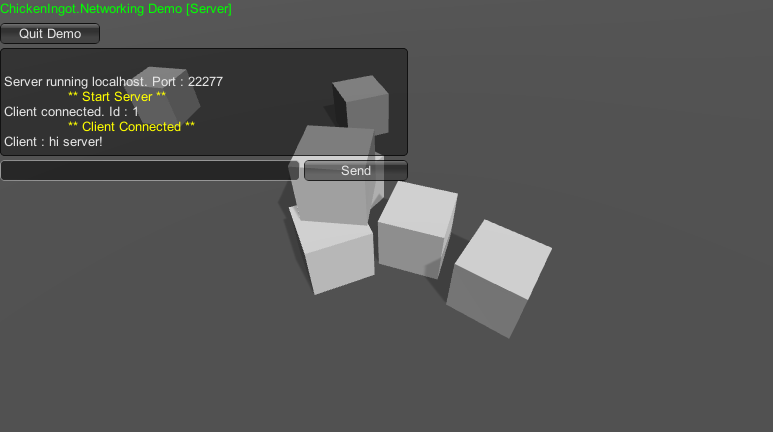 ChickenIngot.Networking Demo [Server]
Quit Demo
Server running localhost. Port : 22277
** Start Server **
Client connected. Id : 1
** Client Connected **
Client : hi server!
Send